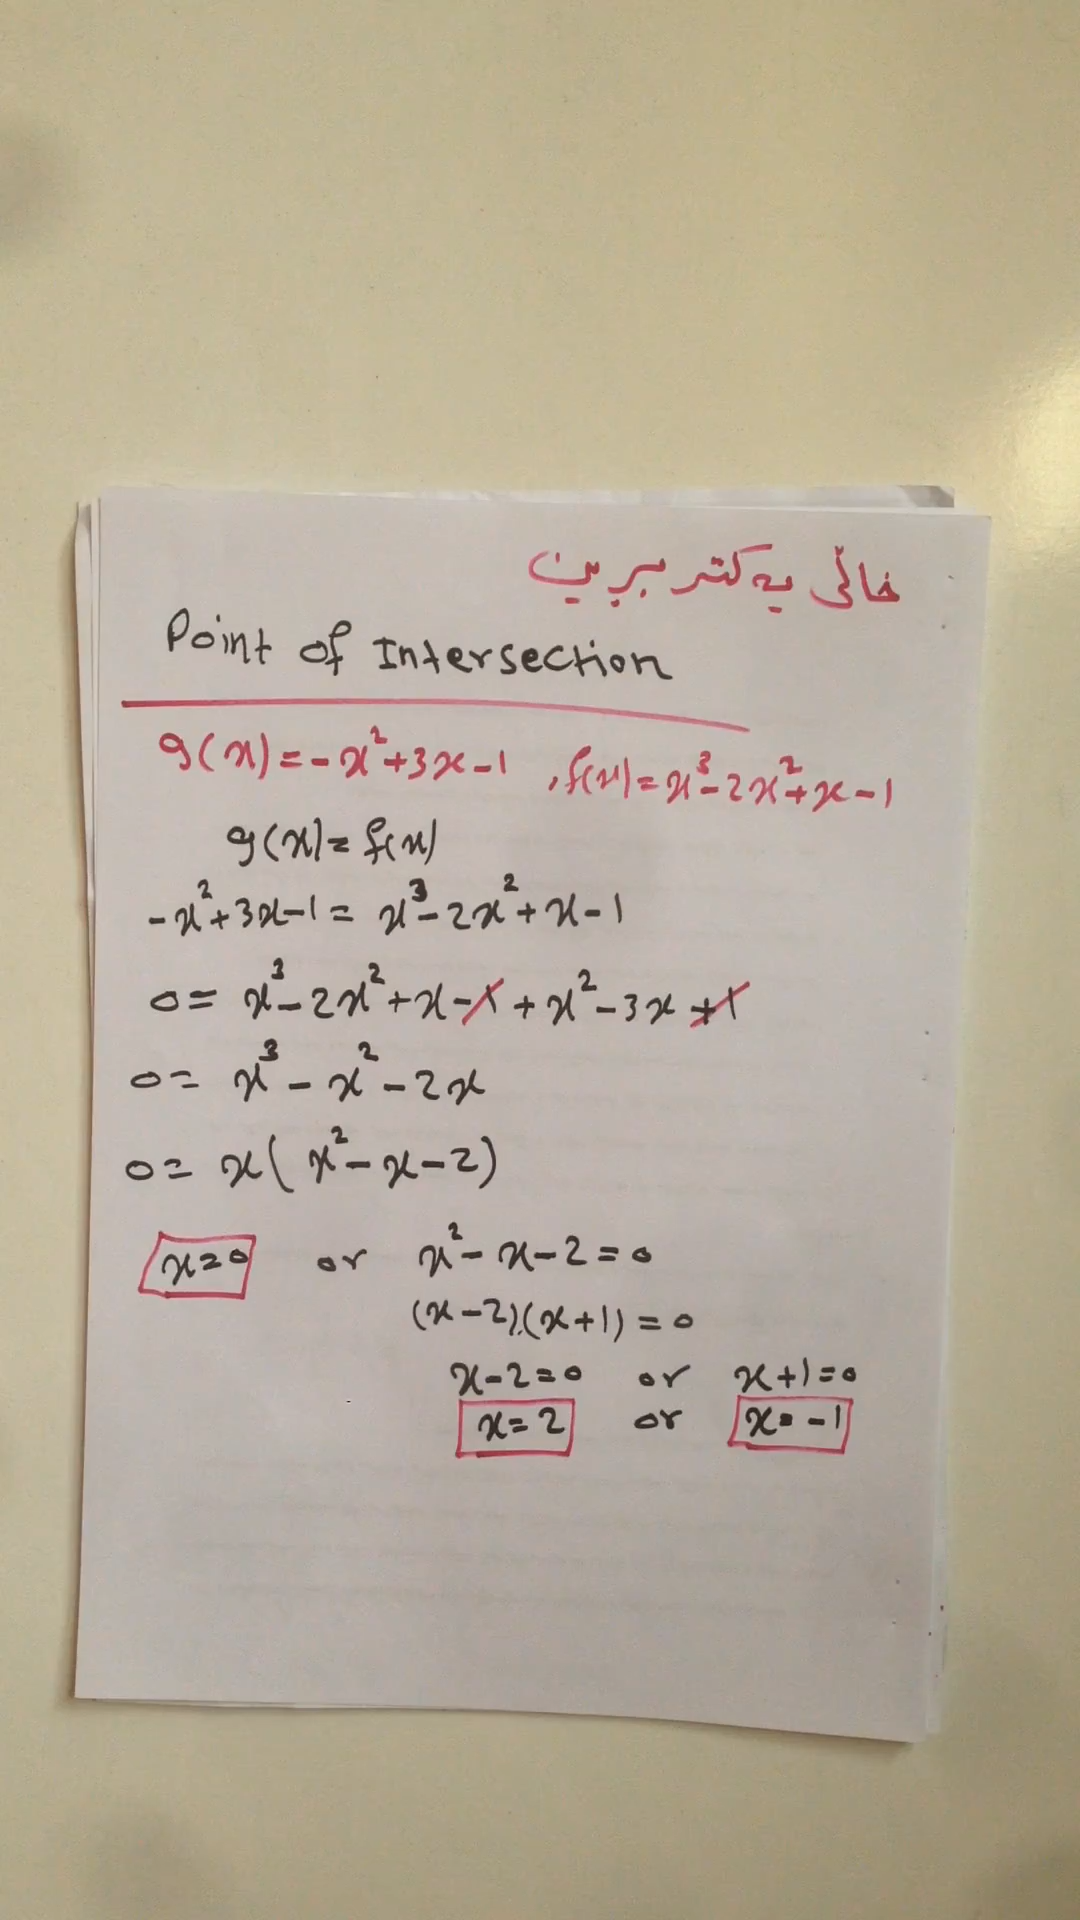 خاڵی یەکتر بڕین
Point of Intersection
g(x) = -x² + 3x - 1 , f(x) = x³ - 2x² + x - 1
g(x) = f(x)
-x² + 3x - 1 = x³ - 2x² + x - 1
0 = x³ - 2x² + x - 1 + x² - 3x + 1
0 = x³ - x² - 2x
0 = x( x² - x - 2)
x = 0 or x² - x - 2 = 0
(x - 2).(x + 1) = 0
x - 2 = 0 or x + 1 = 0
x = 2 or x = -1